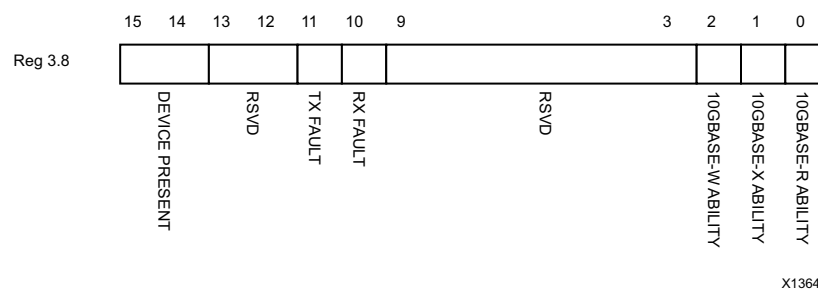 15 14 13 12 11 10 9 3 2 1 0
Reg 3.8
DEVICE PRESENT
RSVD
TX FAULT
RX FAULT
RSVD
10GBASE-W ABILITY
10GBASE-X ABILITY
10GBASE-R ABILITY
X1364